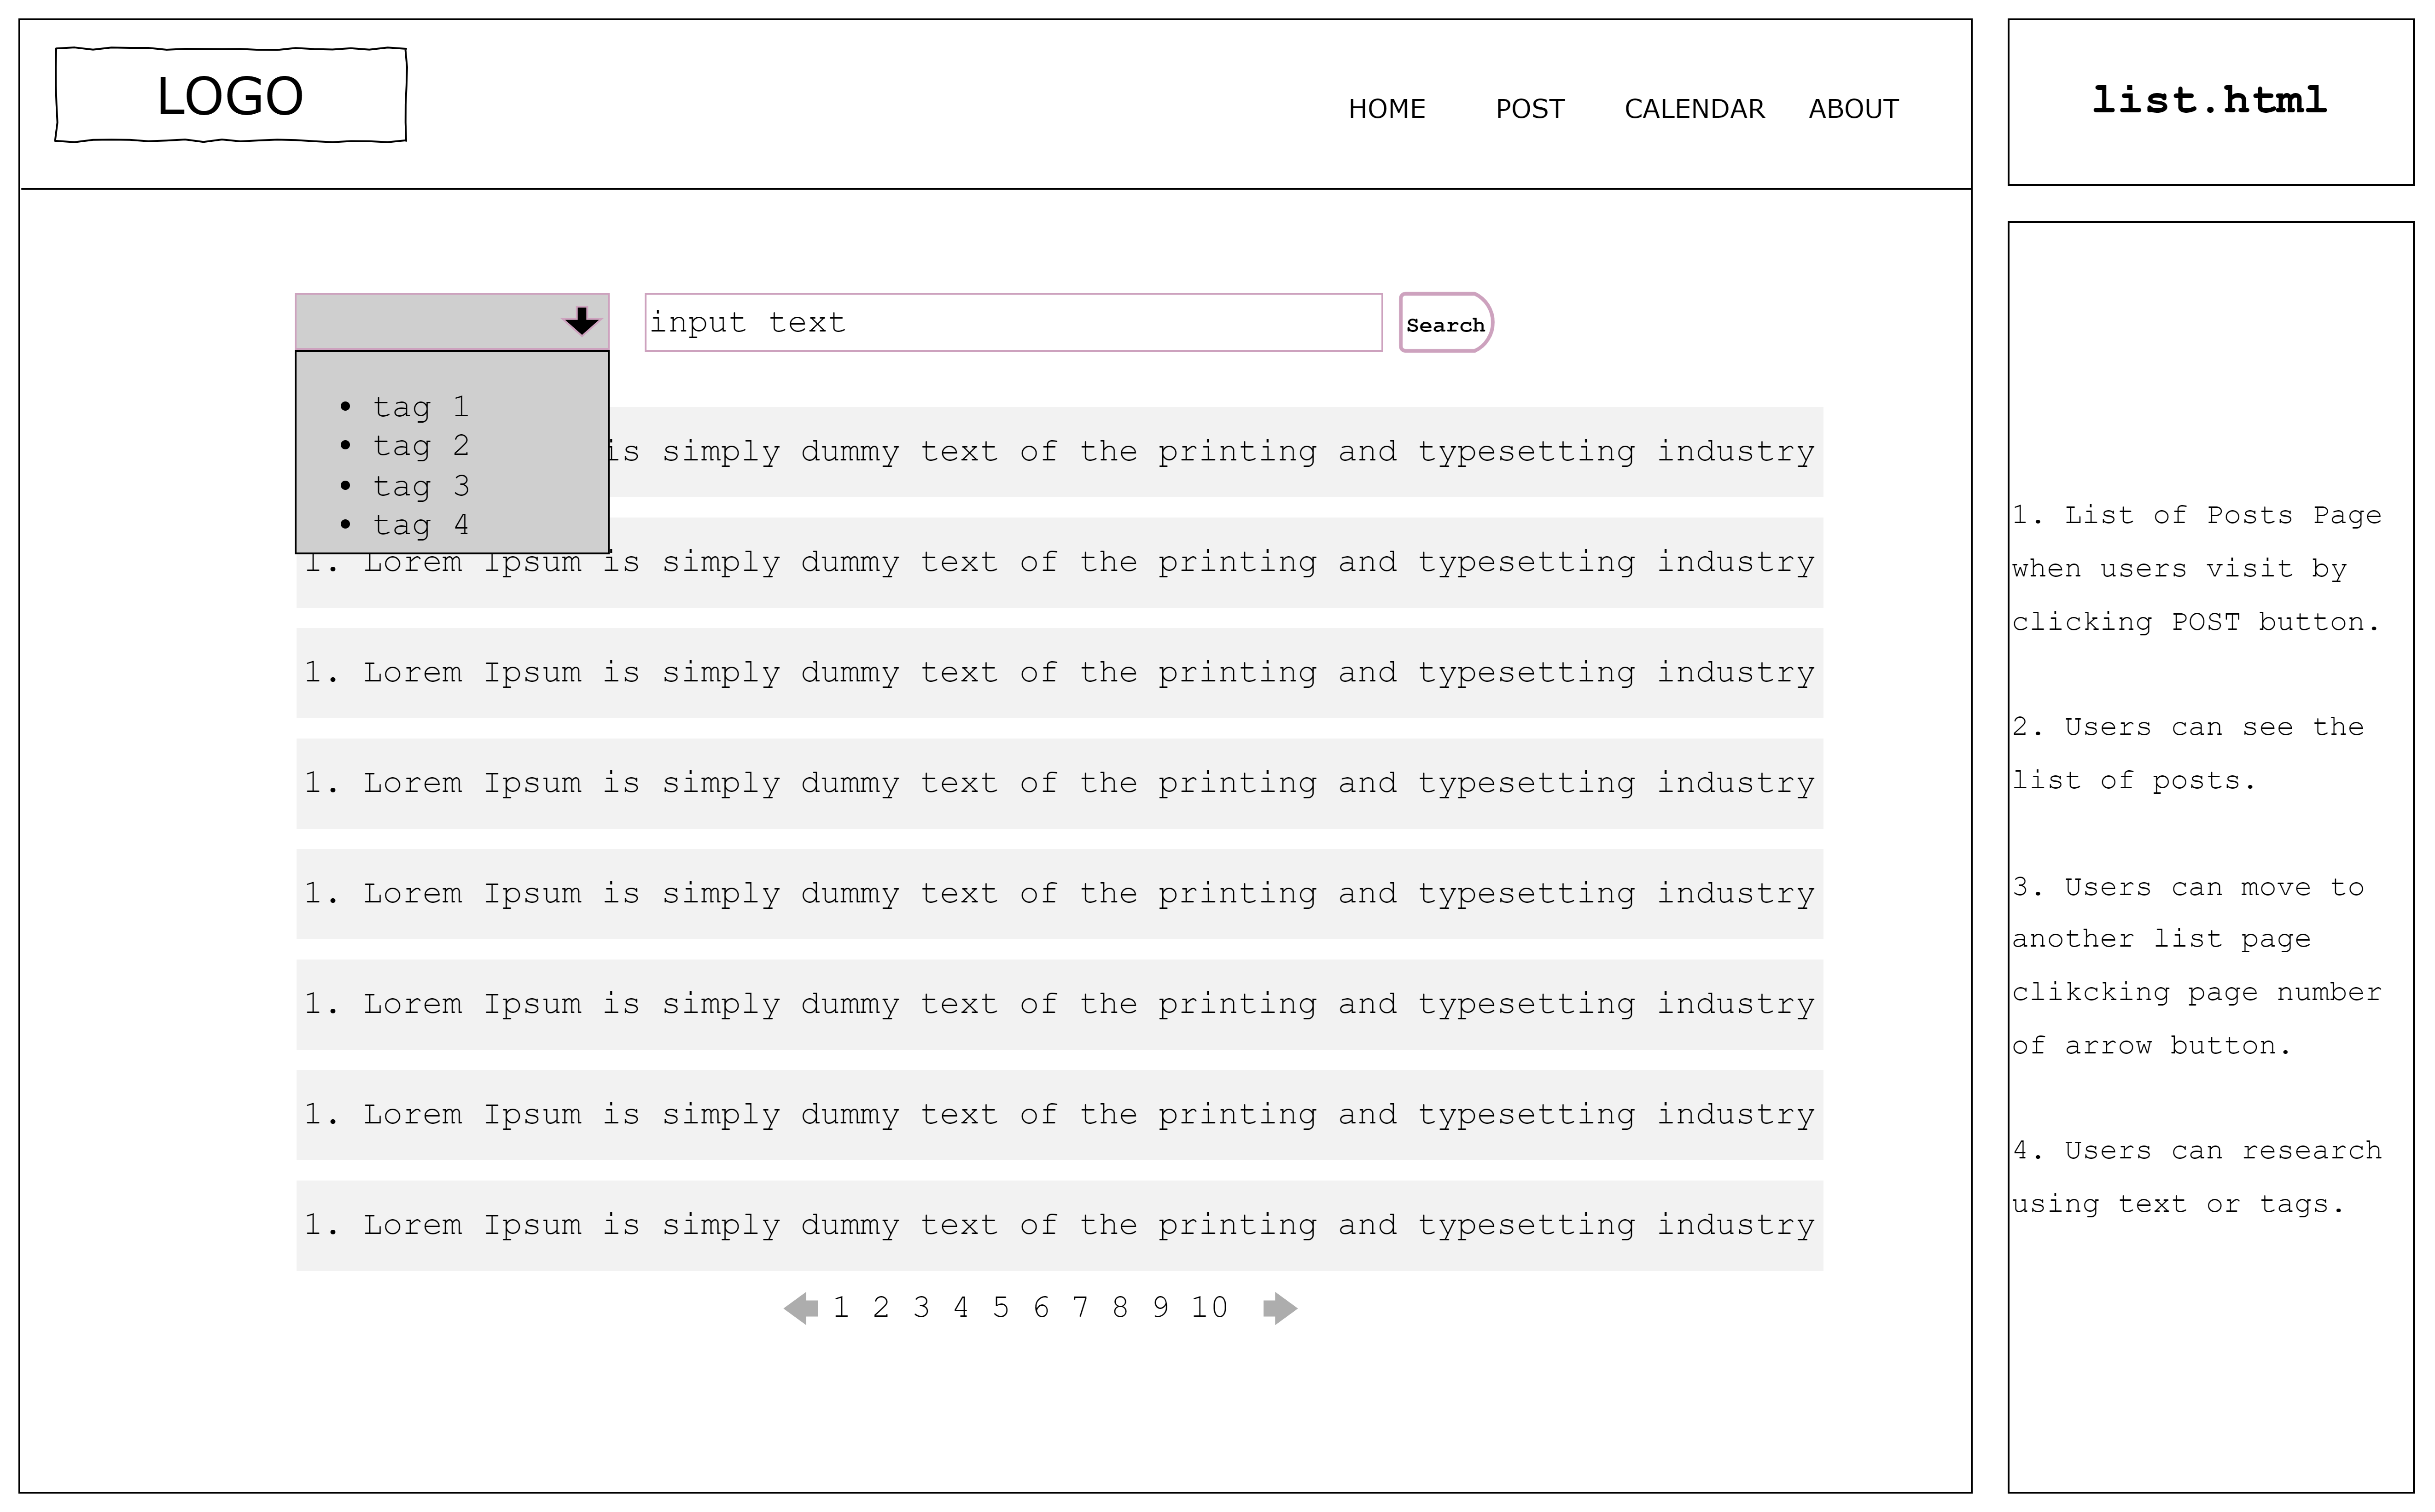 LOGO
HOME POST CALENDAR ABOUT
list.html
input text
Search
• tag 1
• tag 2
• tag 3
• tag 4
is simply dummy text of the printing and typesetting industry
1. Lorem Ipsum is simply dummy text of the printing and typesetting industry
1. Lorem Ipsum is simply dummy text of the printing and typesetting industry
1. Lorem Ipsum is simply dummy text of the printing and typesetting industry
1. Lorem Ipsum is simply dummy text of the printing and typesetting industry
1. Lorem Ipsum is simply dummy text of the printing and typesetting industry
1. Lorem Ipsum is simply dummy text of the printing and typesetting industry
1. Lorem Ipsum is simply dummy text of the printing and typesetting industry
1 2 3 4 5 6 7 8 9 10
1. List of Posts Page
when users visit by
clicking POST button.
2. Users can see the
list of posts.
3. Users can move to
another list page
clikcking page number
of arrow button.
4. Users can research
using text or tags.